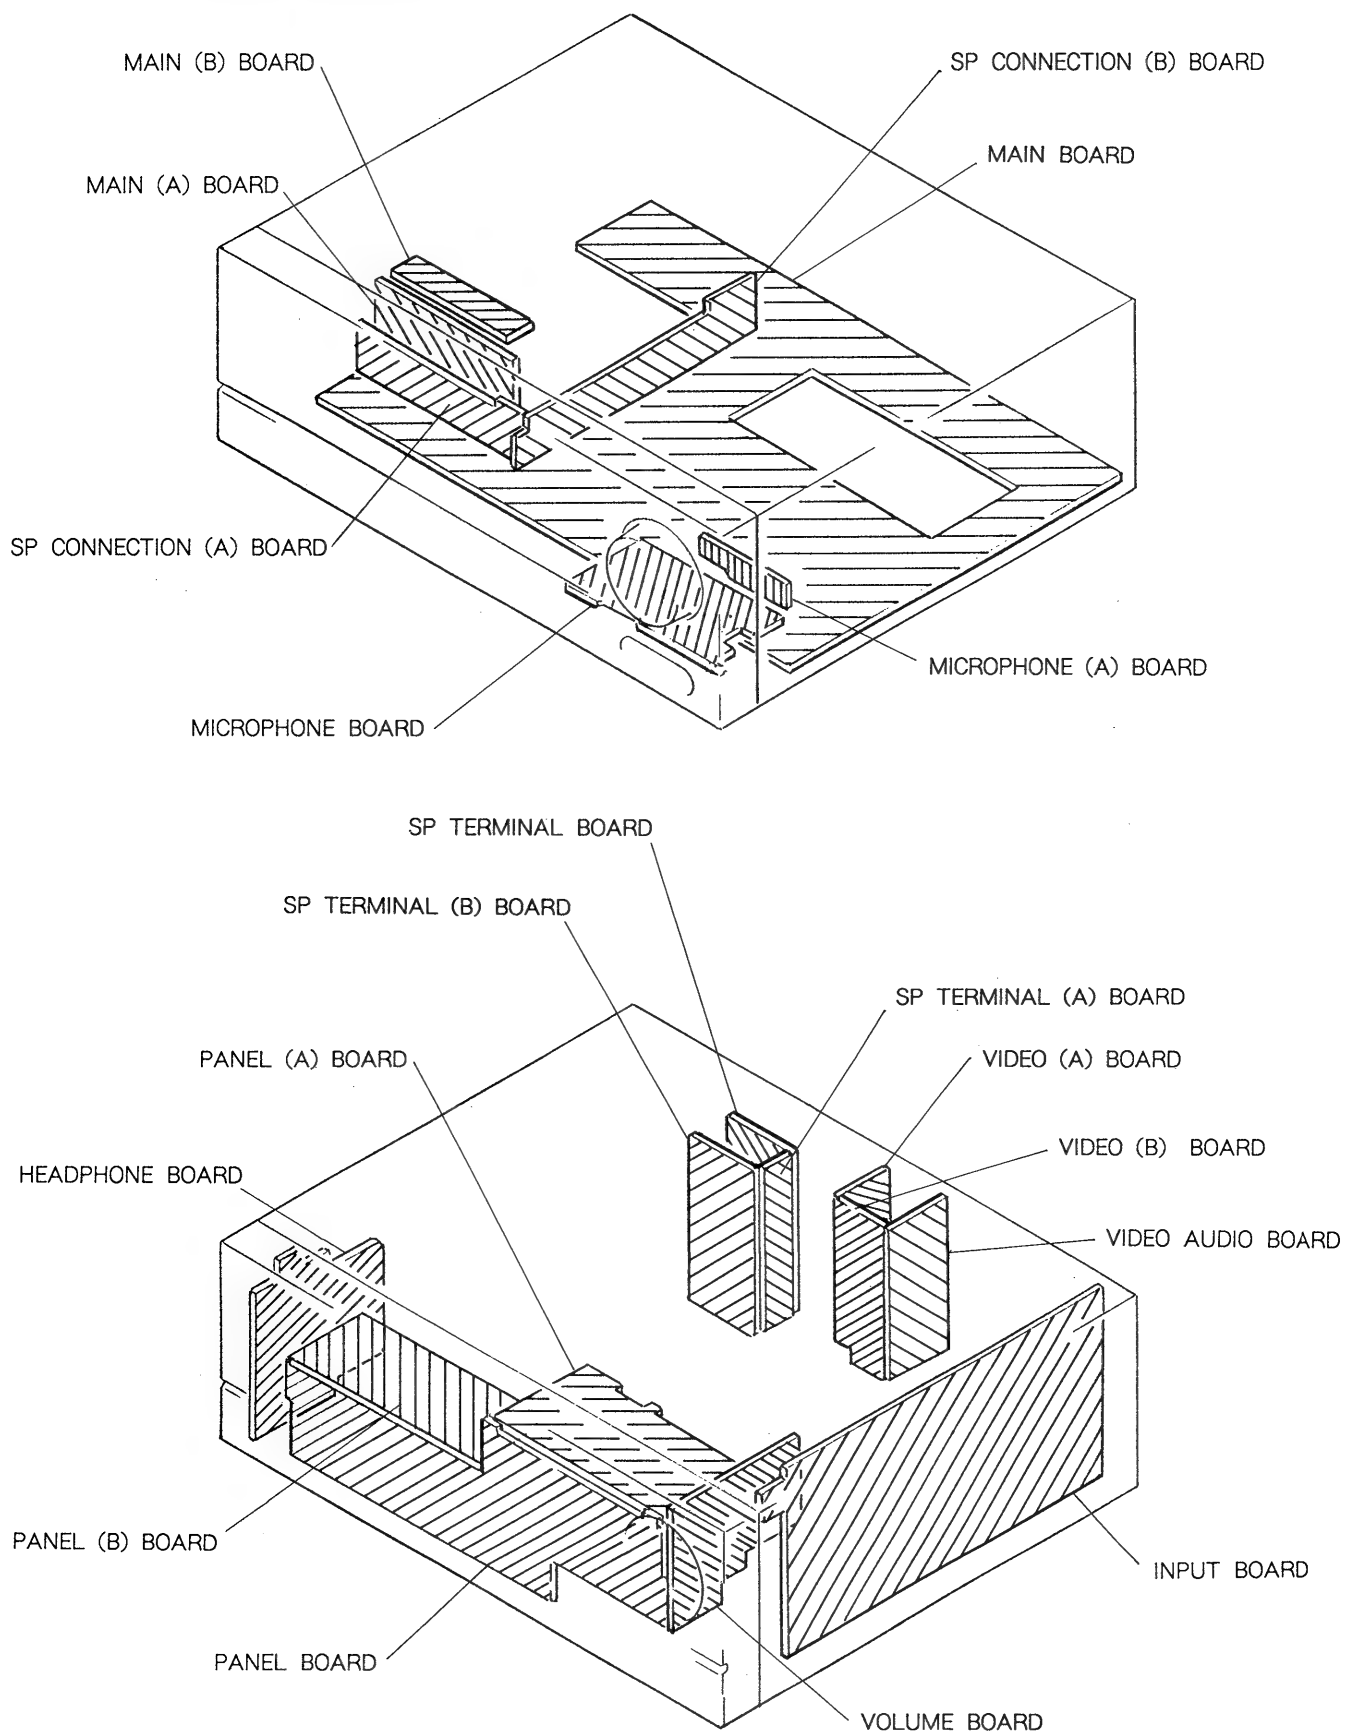 MAIN (B) BOARD
SP CONNECTION (B) BOARD
MAIN BOARD
MAIN (A) BOARD
SP CONNECTION (A) BOARD
MICROPHONE (A) BOARD
MICROPHONE BOARD
SP TERMINAL BOARD
SP TERMINAL (B) BOARD
SP TERMINAL (A) BOARD
PANEL (A) BOARD
VIDEO (A) BOARD
VIDEO (B) BOARD
HEADPHONE BOARD
VIDEO AUDIO BOARD
PANEL (B) BOARD
INPUT BOARD
PANEL BOARD
VOLUME BOARD